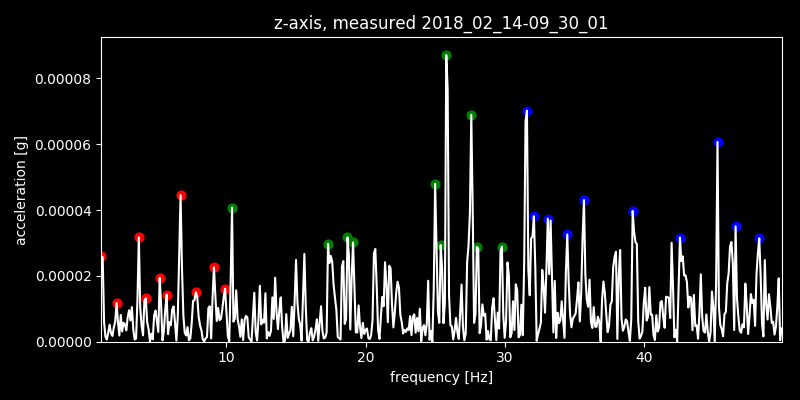 z-axis, measured 2018_02_14-09_30_01
0.00008
0.00006
0.00004
0.00002
0.00000
acceleration [g]
10 20 30 40
frequency [Hz]